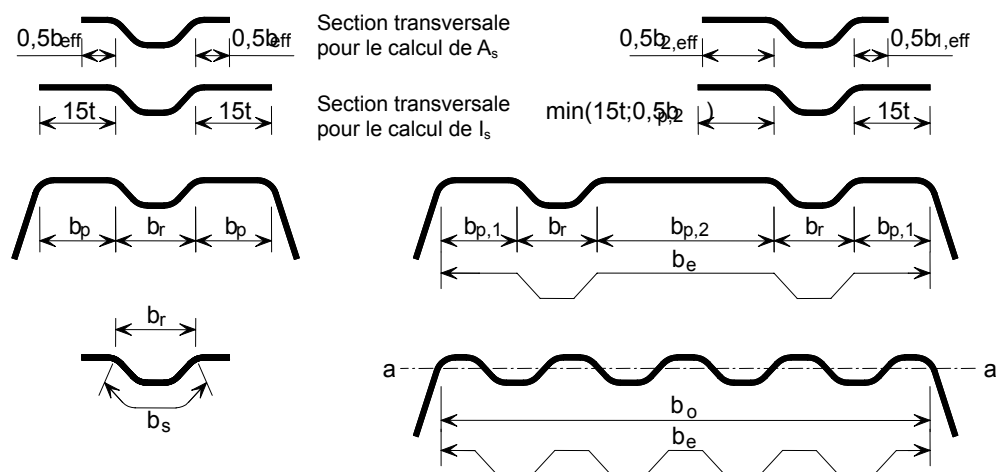 0,5beff 0,5beff Section transversale 0,5b2,eff 0,5b1,eff
pour le calcul de As
15t 15t Section transversale min(15t;0,5bp,2) 15t
pour le calcul de Is
bp br bp bp,1 br bp,2 br bp,1
be
br
a a
bs bo
be